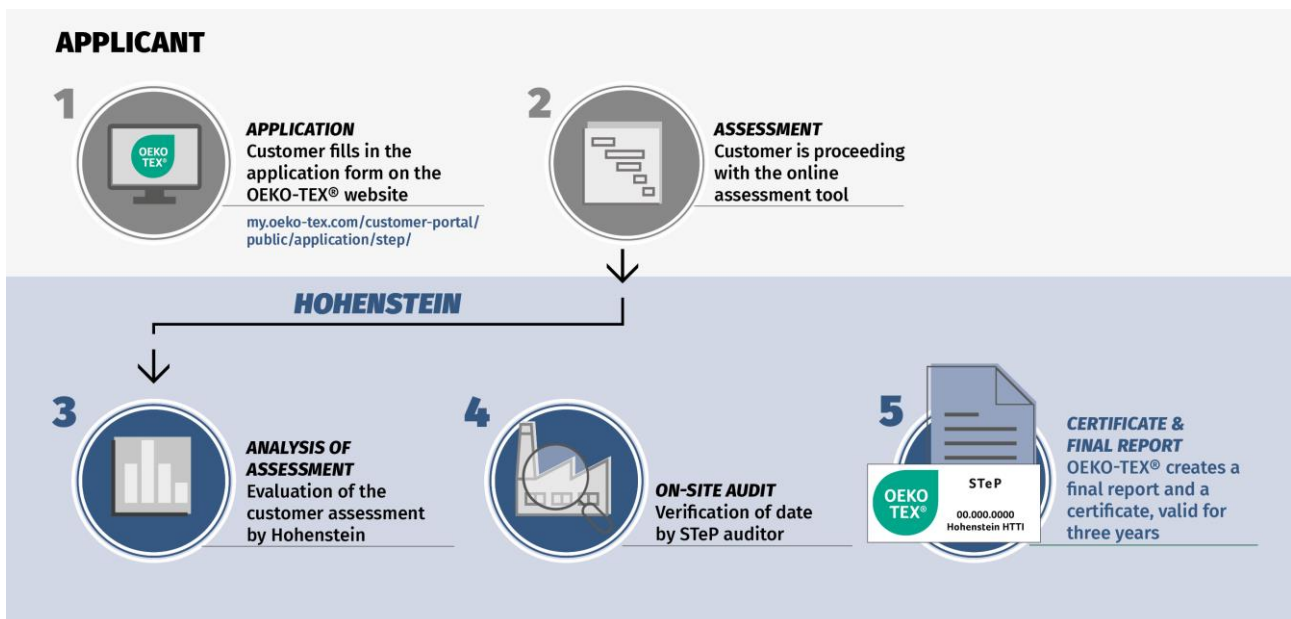 APPLICANT
1
OEKO
TEX®
APPLICATION
Customer fills in the
application form on the
OEKO-TEX® website
my.oeko-tex.com/customer-portal/
public/application/step/
2
ASSESSMENT
Customer is proceeding
with the online
assessment tool
HOHENSTEIN
3
ANALYSIS OF
ASSESSMENT
Evaluation of the
customer assessment
by Hohenstein
4
ON-SITE AUDIT
Verification of date
by STeP auditor
5
OEKO
TEX®
STeP
00.000.0000
Hohenstein HTTI
CERTIFICATE &
FINAL REPORT
OEKO-TEX® creates a
final report and a
certificate, valid for
three years